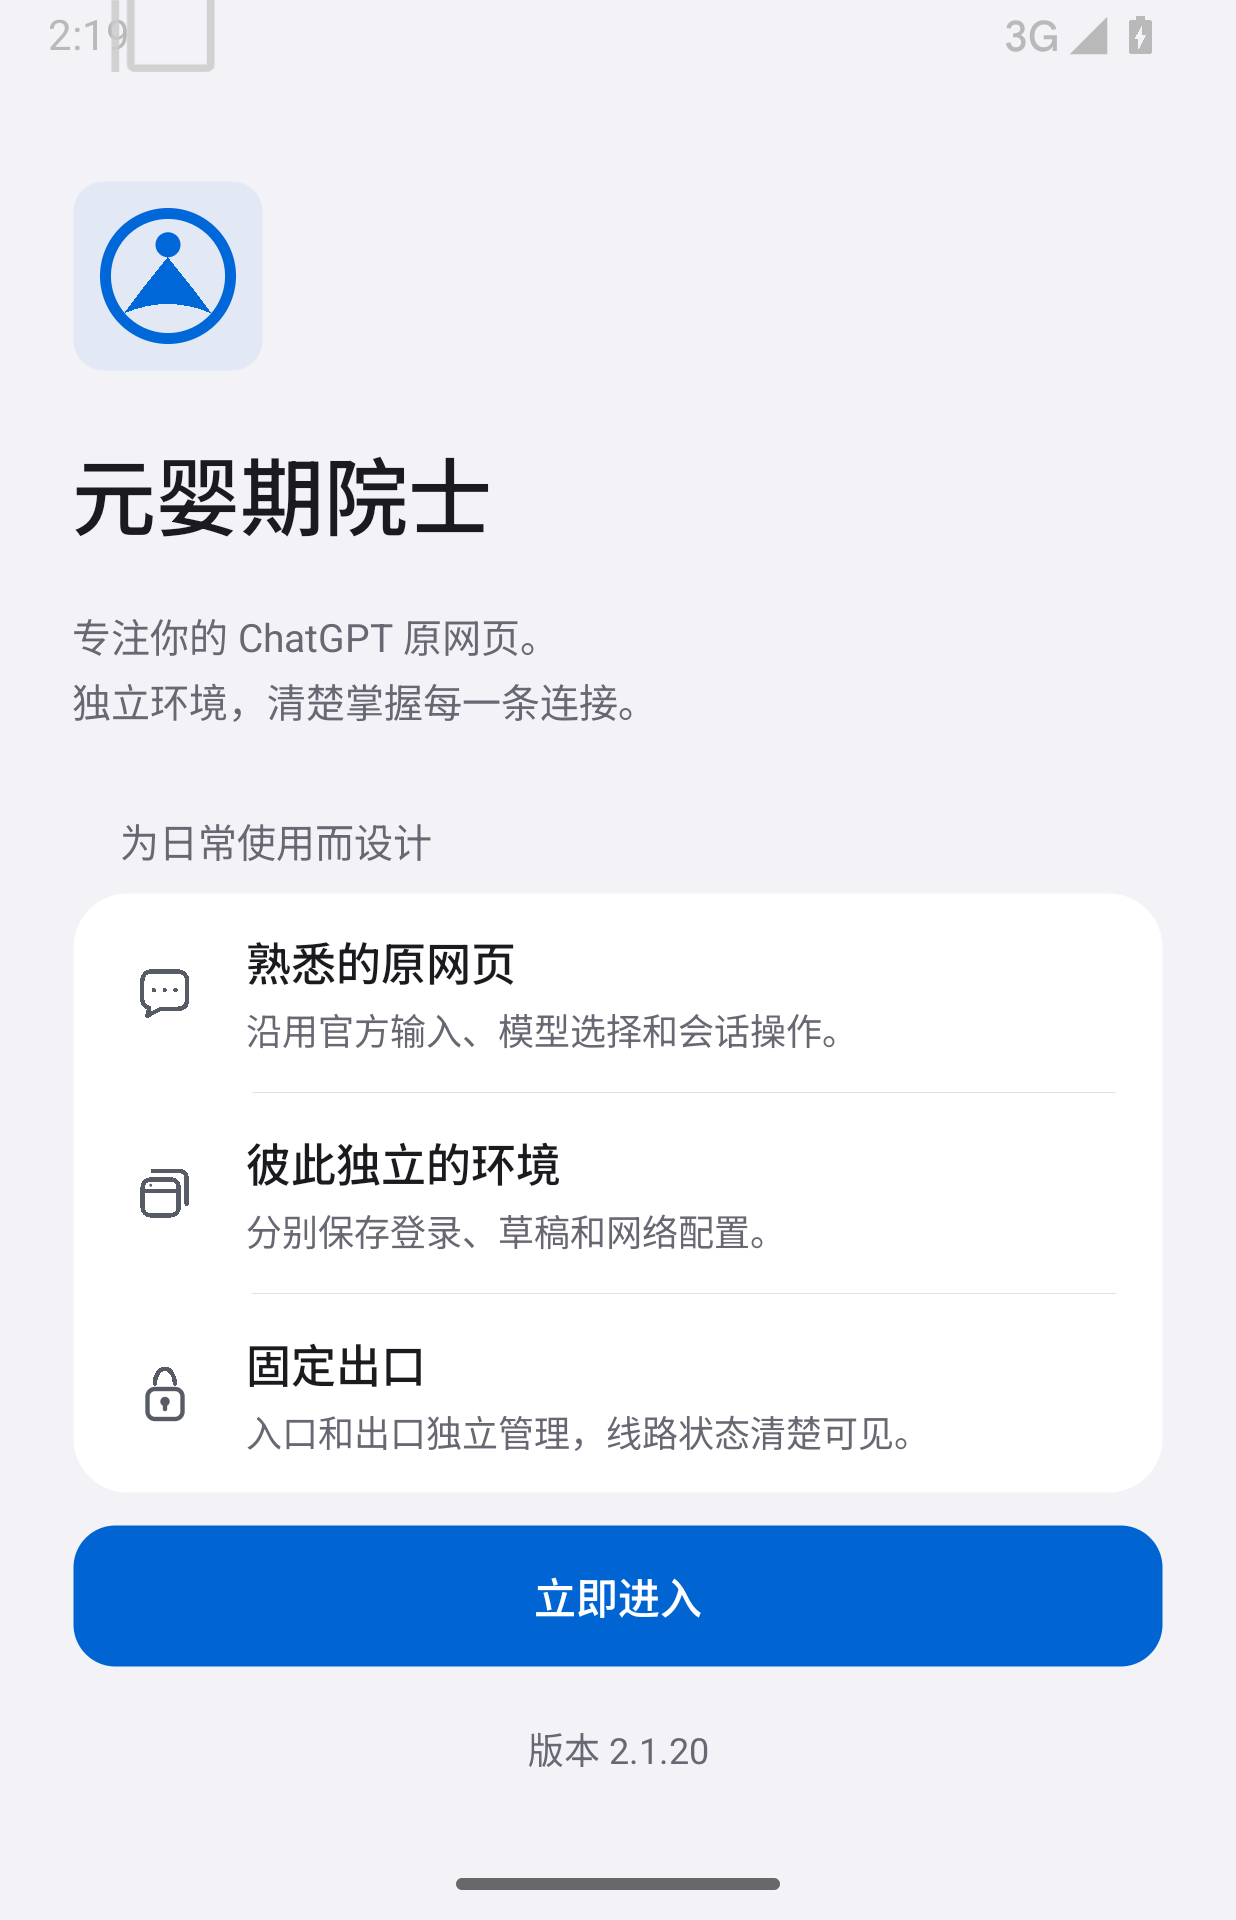 2:19
3G
元婴期院士
专注你的 ChatGPT 原网页。
独立环境，清楚掌握每一条连接。
为日常使用而设计
熟悉的原网页
沿用官方输入、模型选择和会话操作。
彼此独立的环境
分别保存登录、草稿和网络配置。
固定出口
入口和出口独立管理，线路状态清楚可见。
立即进入
版本 2.1.20